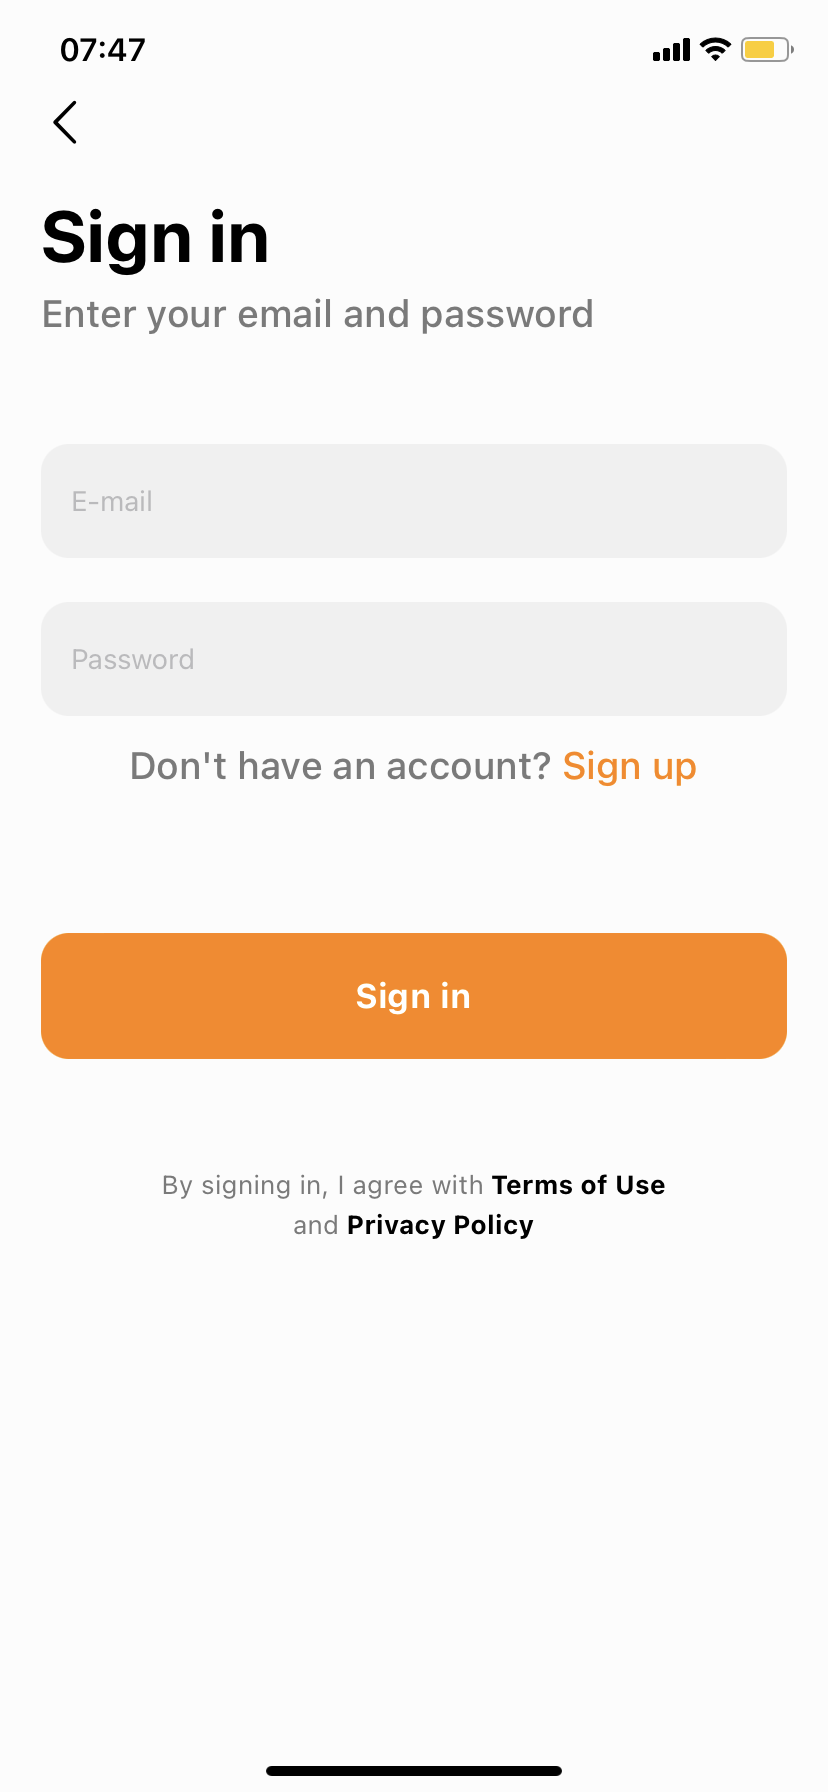 07:47
Sign in
Enter your email and password
E-mail
Password
Don't have an account? Sign up
Sign in
By signing in, I agree with Terms of Use
and Privacy Policy